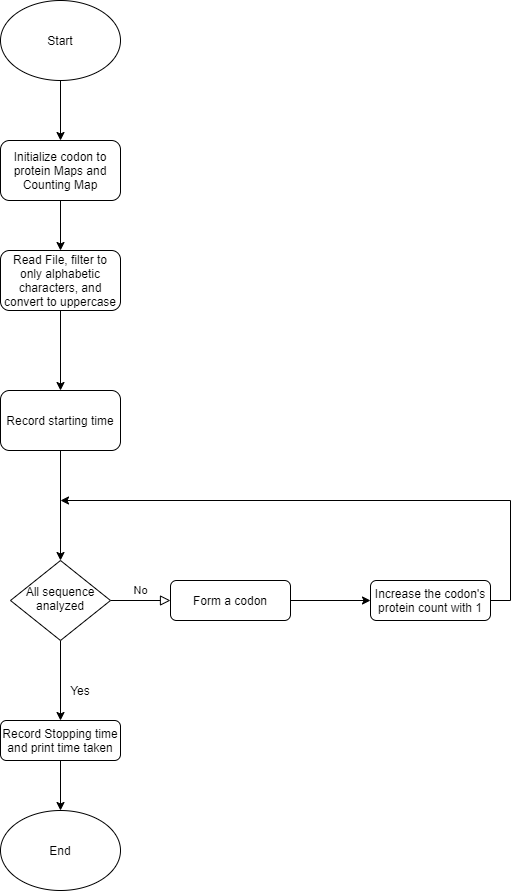 Start
Initialize codon to
protein Maps and
Counting Map
Read File, filter to
only alphabetic
characters, and
convert to uppercase
Record starting time
All sequence
analyzed
No
Form a codon
Increase the codon's
protein count with 1
Yes
Record Stopping time
and print time taken
End